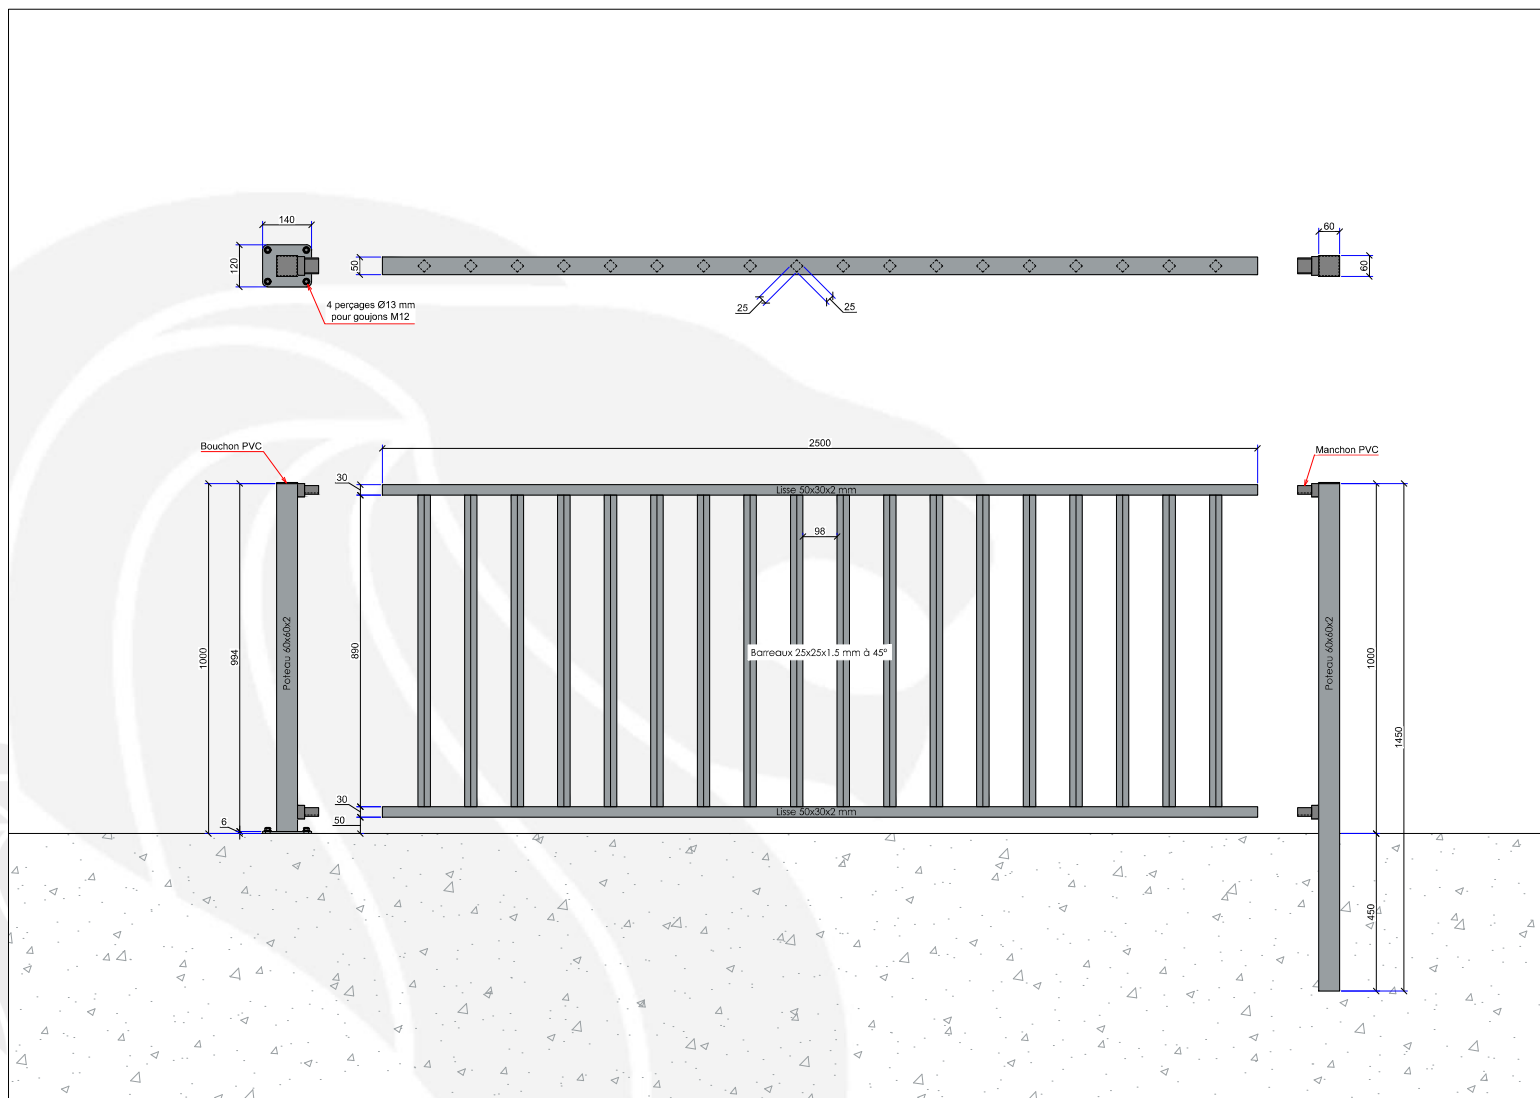 140
120
4 perçages Ø13 mm
pour goujons M12
50
25
25
60
60
Bouchon PVC
2500
Manchon PVC
30
Lisse 50x30x2 mm
98
1000
994
Poteau 60x60x2
890
Barreaux 25x25x1.5 mm à 45°
Poteau 60x60x2
1000
1450
30
Lisse 50x30x2 mm
6
50
450